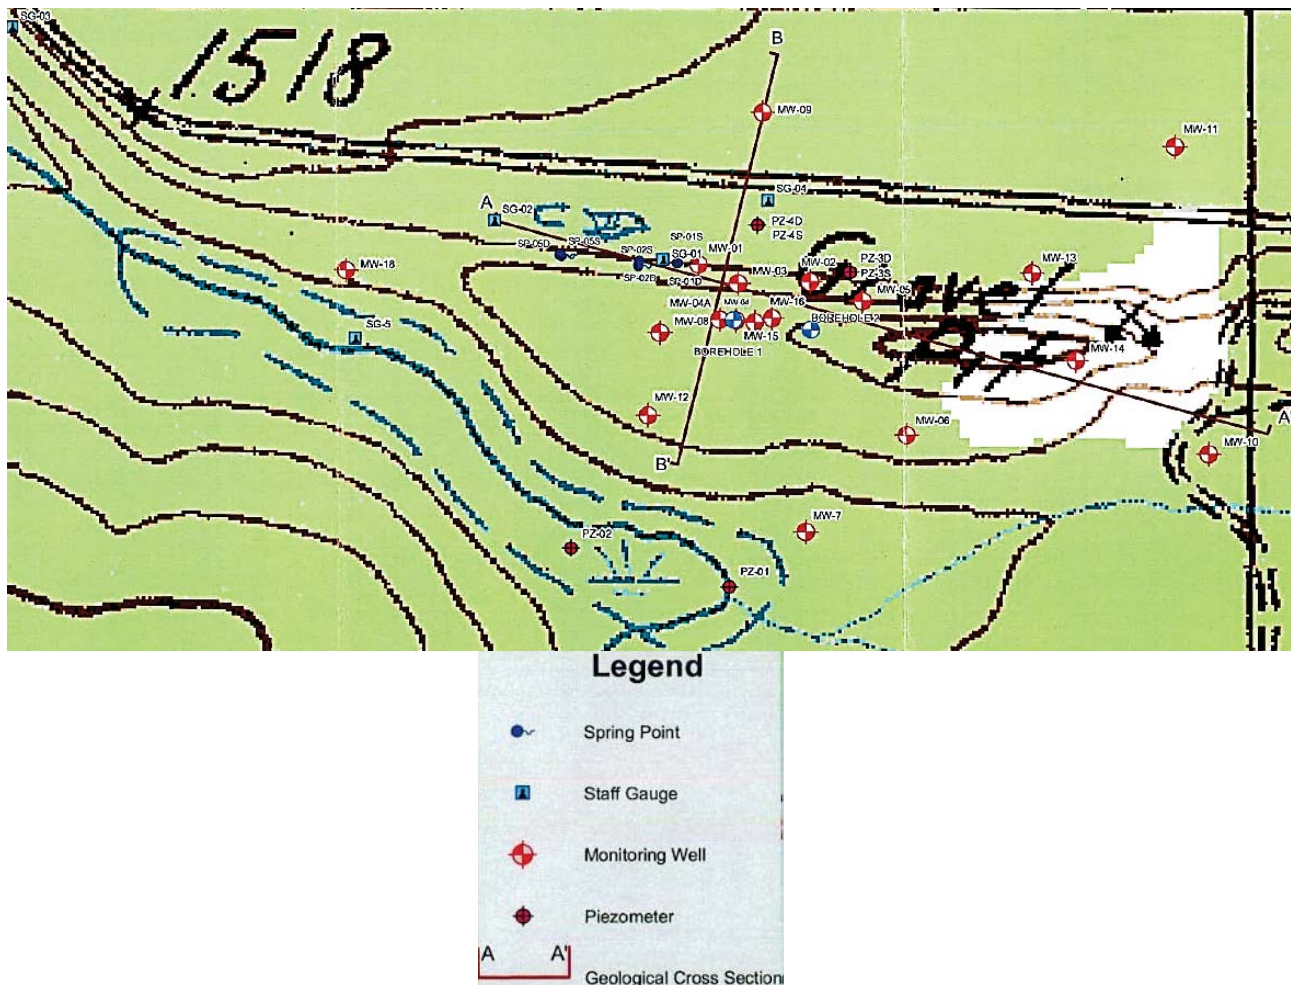 SG-03
1518
B
MW-09
MW-11
SG-04
A
SG-02
PZ-4D
PZ-4S
SP-01S
SP-05D
SP-05S
SP-02S
SG-01
MW-01
MW-02
PZ-3D
PZ-3S
MW-13
MW-18
SP-02D
SP-01D
MW-03
MW-05
Gravel
MW-04A
MW-04
MW-16
MW-08
BOREHOLE 2
SG-5
MW-15
BOREHOLE 1
MW-14
Pit
MW-12
MW-06
A'
MW-10
B'
MW-7
PZ-02
PZ-01
Legend
Spring Point
Staff Gauge
Monitoring Well
Piezometer
A A'
Geological Cross Section